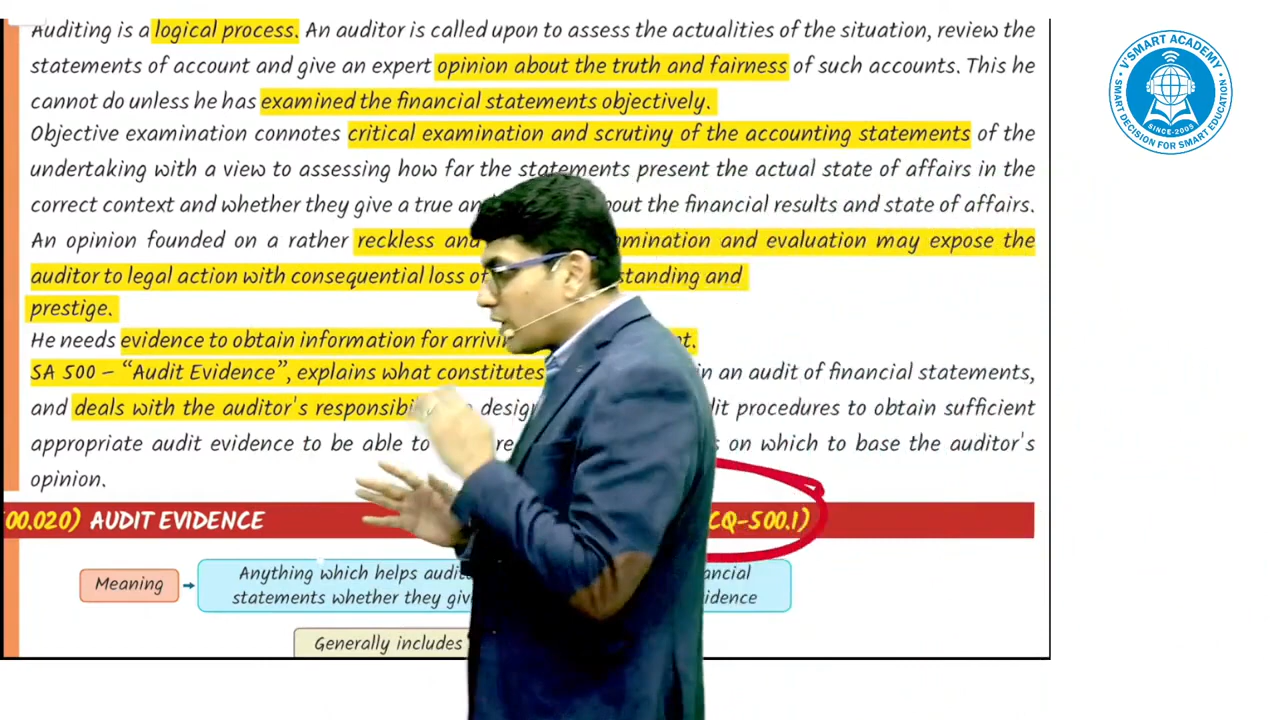 Auditing is a logical process. An auditor is called upon to assess the actualities of the situation, review the
statements of account and give an expert opinion about the truth and fairness of such accounts. This he
cannot do unless he has examined the financial statements objectively.
Objective examination connotes critical examination and scrutiny of the accounting statements of the
undertaking with a view to assessing how far the statements present the actual state of affairs in the
correct context and whether they give a true out the financial results and state of affairs.
An opinion founded on a rather reckless and mination and evaluation may expose the
auditor to legal action with consequential loss of standing and
prestige.
He needs evidence to obtain information for
SA 500 – “Audit Evidence”, explains what constitutes in an audit of financial statements,
and deals with the auditor's desig dit procedures to obtain sufficient
appropriate audit evidence to be able to on which to base the auditor's
opinion.
00.020) AUDIT EVIDENCE CQ-500.1)
Meaning
Anything which helps ancial
statements whether they idence
Generally includes
V'SMART ACADEMY
SINCE-2005
SMART DECISION FOR SMART EDUCATION